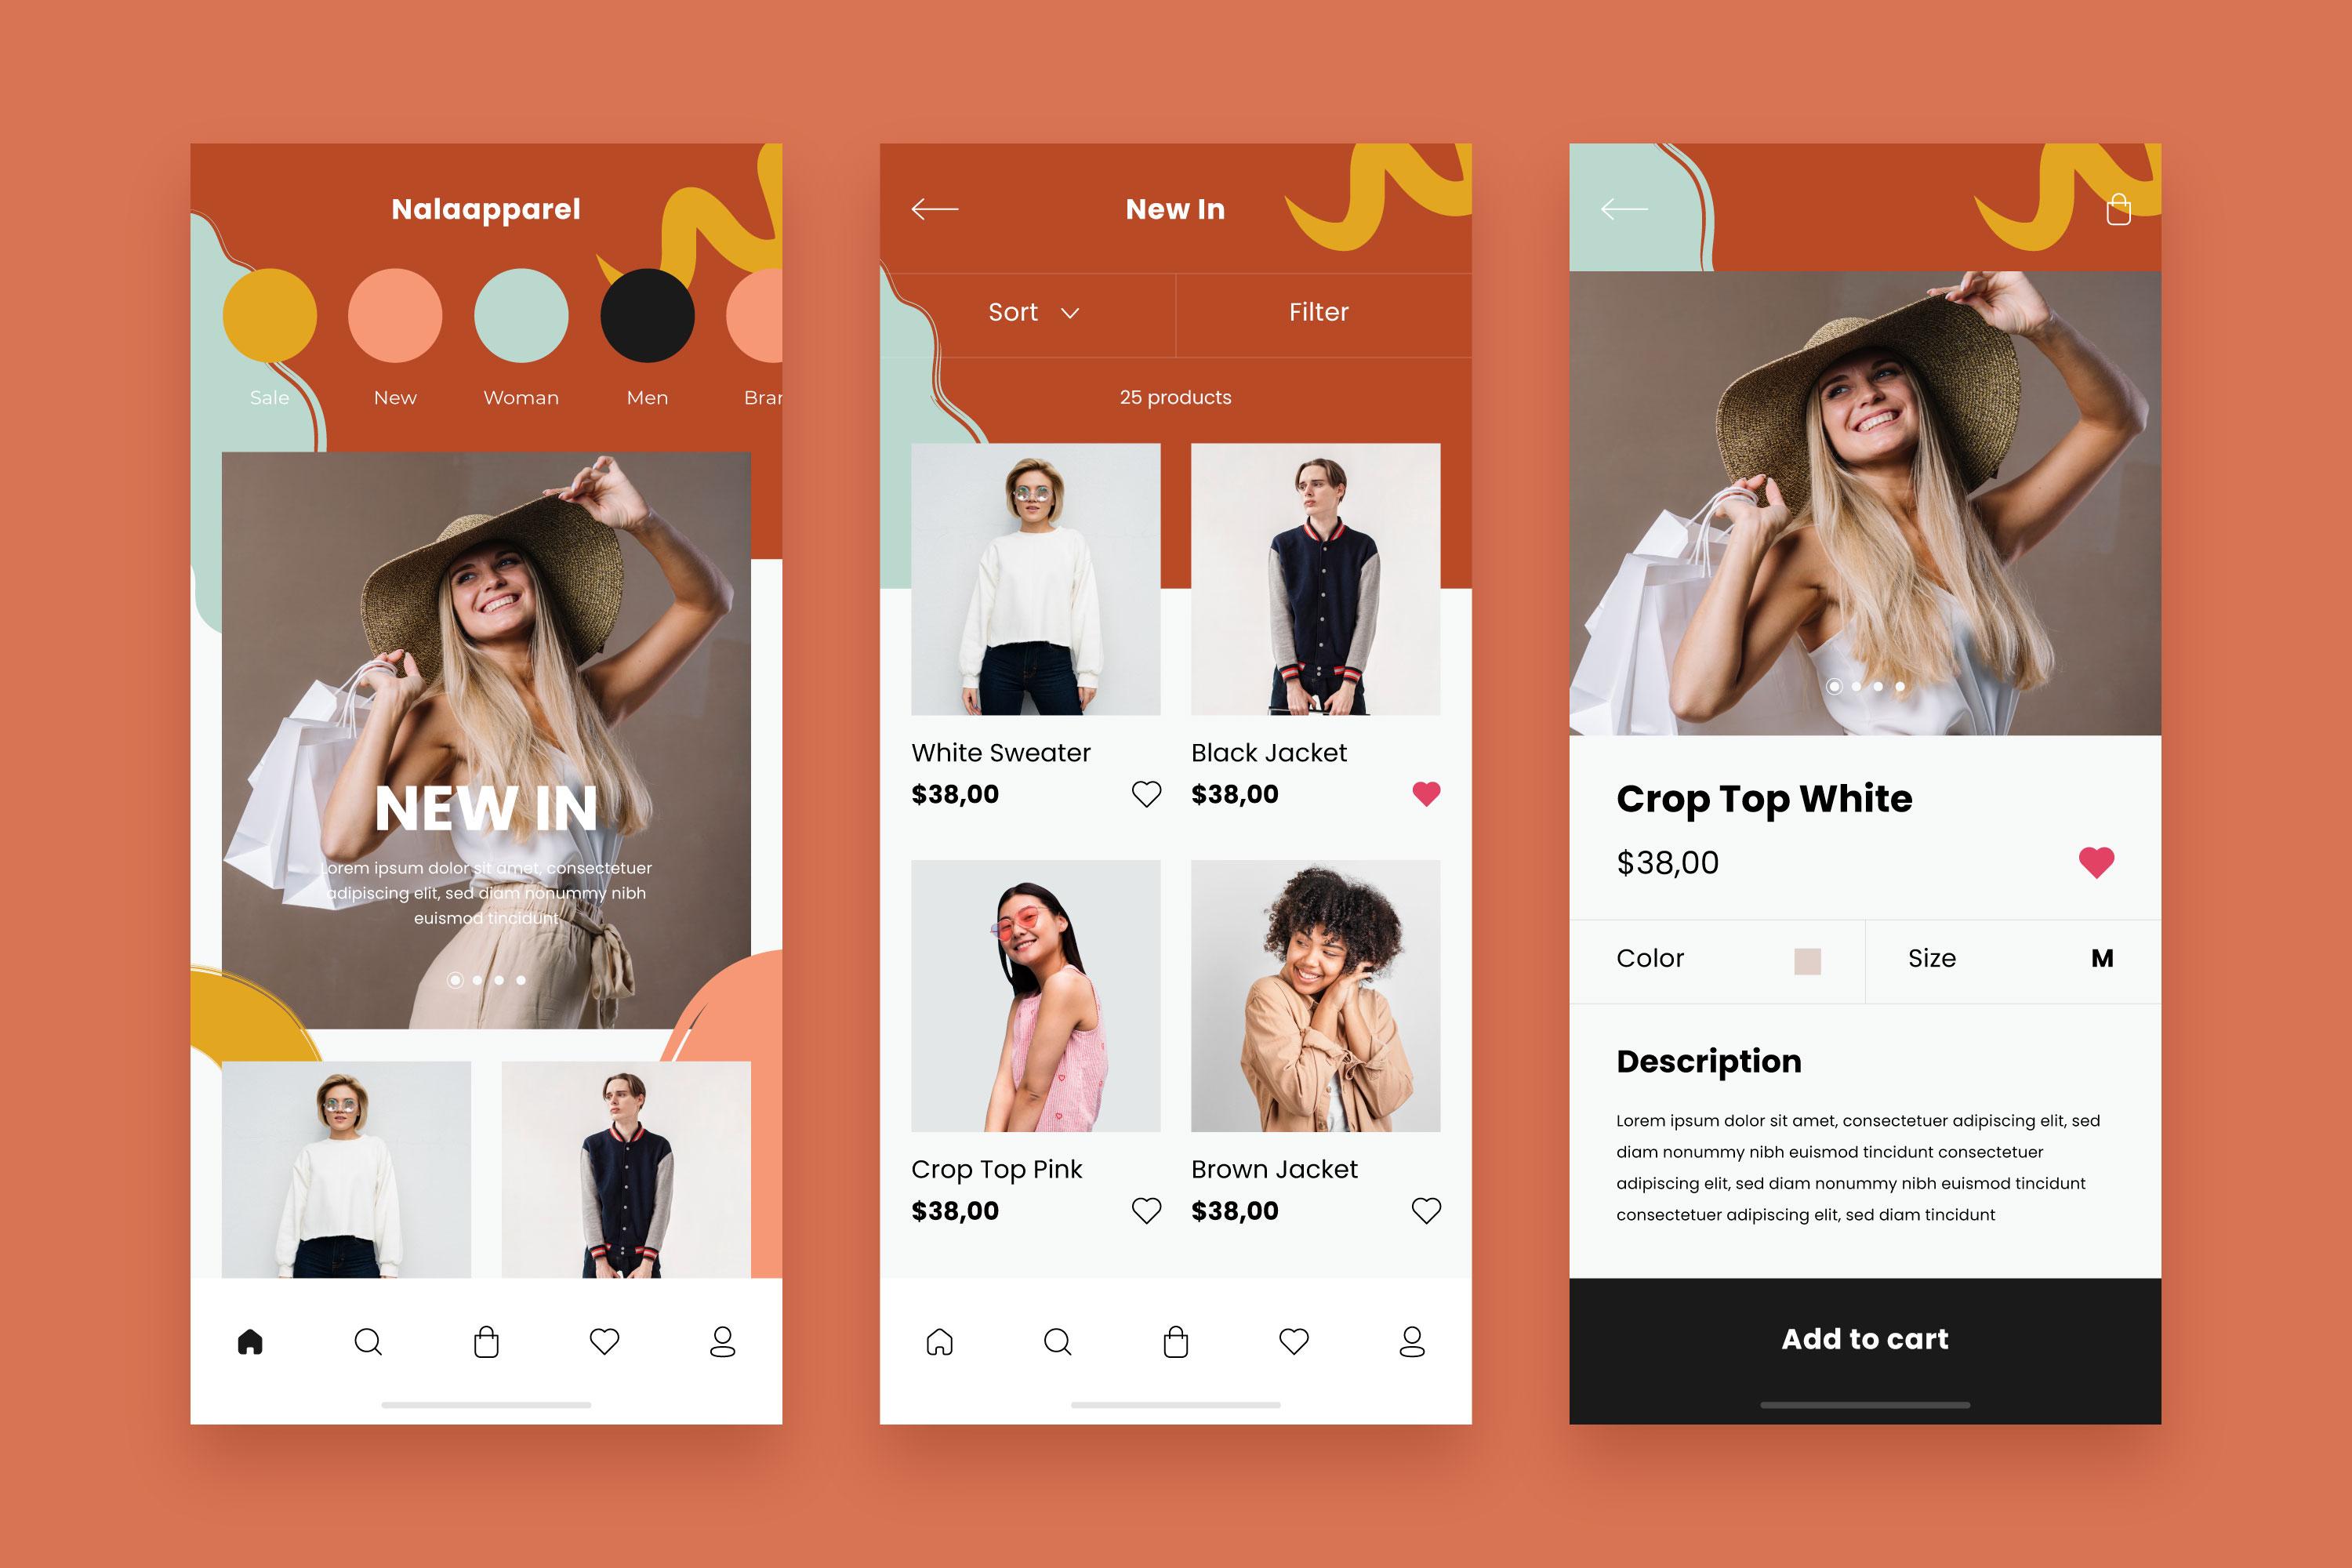 Nalaapparel
Sale
New
Woman
Men
Bran
NEW IN
Lorem ipsum dolor sit amet, consectetuer
adipiscing elit, sed diam nonummy nibh
euismod tincidunt
New In
Sort
Filter
25 products
White Sweater
$38,00
Black Jacket
$38,00
Crop Top Pink
$38,00
Brown Jacket
$38,00
Crop Top White
$38,00
Color
Size
M
Description
Lorem ipsum dolor sit amet, consectetuer adipiscing elit, sed
diam nonummy nibh euismod tincidunt consectetuer
adipiscing elit, sed diam nonummy nibh euismod tincidunt
consectetuer adipiscing elit, sed diam tincidunt
Add to cart